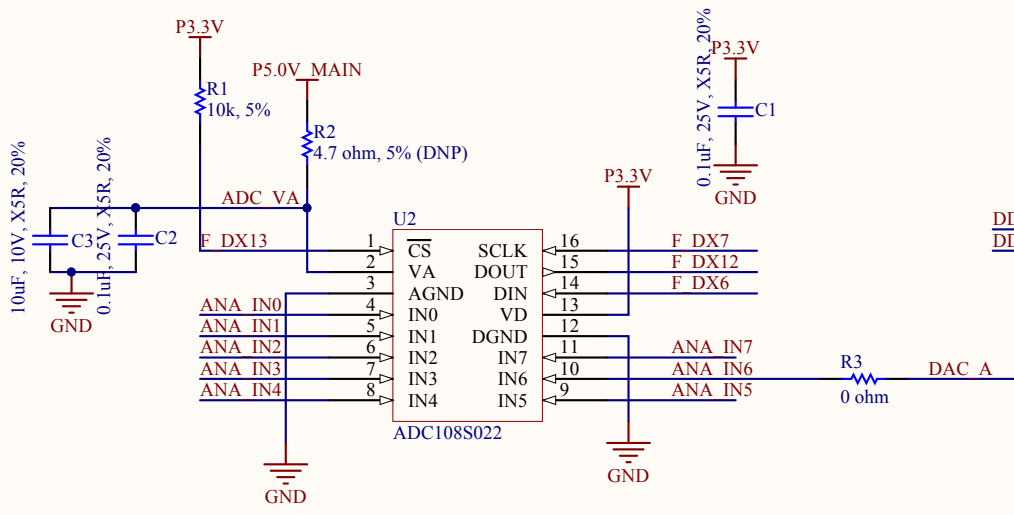 P3.3V
R1
10k, 5%
P5.0V_MAIN
R2
4.7 ohm, 5% (DNP)
ADC_VA
10uF, 10V, X5R, 20%
C3
0.1uF, 25V, X5R, 20%
C2
GND
F_DX13
ANA_IN0
ANA_IN1
ANA_IN2
ANA_IN3
ANA_IN4
GND
U2
1 CS SCLK 16
2 VA DOUT 15
3 AGND DIN 14
4 IN0 VD 13
5 IN1 DGND 12
6 IN2 IN7 11
7 IN3 IN6 10
8 IN4 IN5 9
ADC108S022
P3.3V
0.1uF, 25V, X5R, 20%
P3.3V
C1
GND
F_DX7
F_DX12
F_DX6
ANA_IN7
ANA_IN6
ANA_IN5
GND
R3
0 ohm
DAC_A